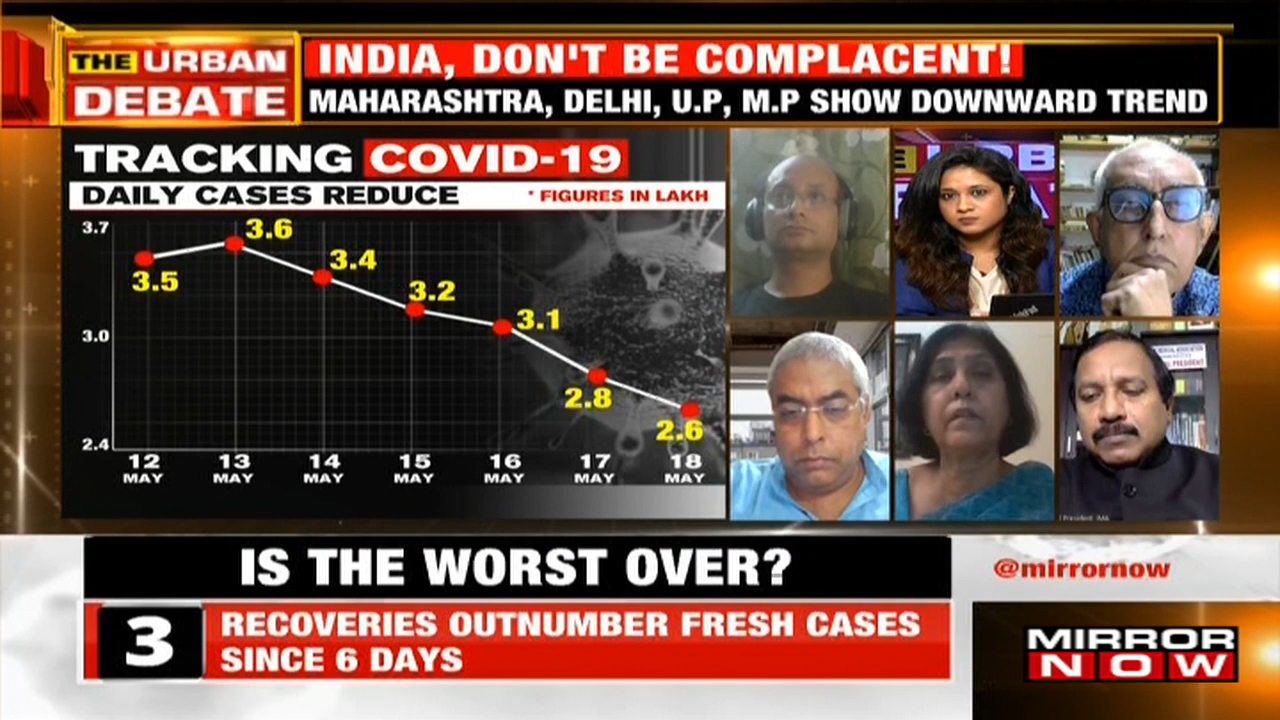 THE URBAN
DEBATE
INDIA, DON'T BE COMPLACENT!
MAHARASHTRA, DELHI, U.P, M.P SHOW DOWNWARD TREND
TRACKING COVID-19
DAILY CASES REDUCE
* FIGURES IN LAKH
3.7
3.0
2.4
3.5
3.6
3.4
3.2
3.1
2.8
2.6
12 MAY
13 MAY
14 MAY
15 MAY
16 MAY
17 MAY
18 MAY
PRESIDENT
President IMA
IS THE WORST OVER?
3
RECOVERIES OUTNUMBER FRESH CASES
SINCE 6 DAYS
@mirrornow
MIRROR
NOW